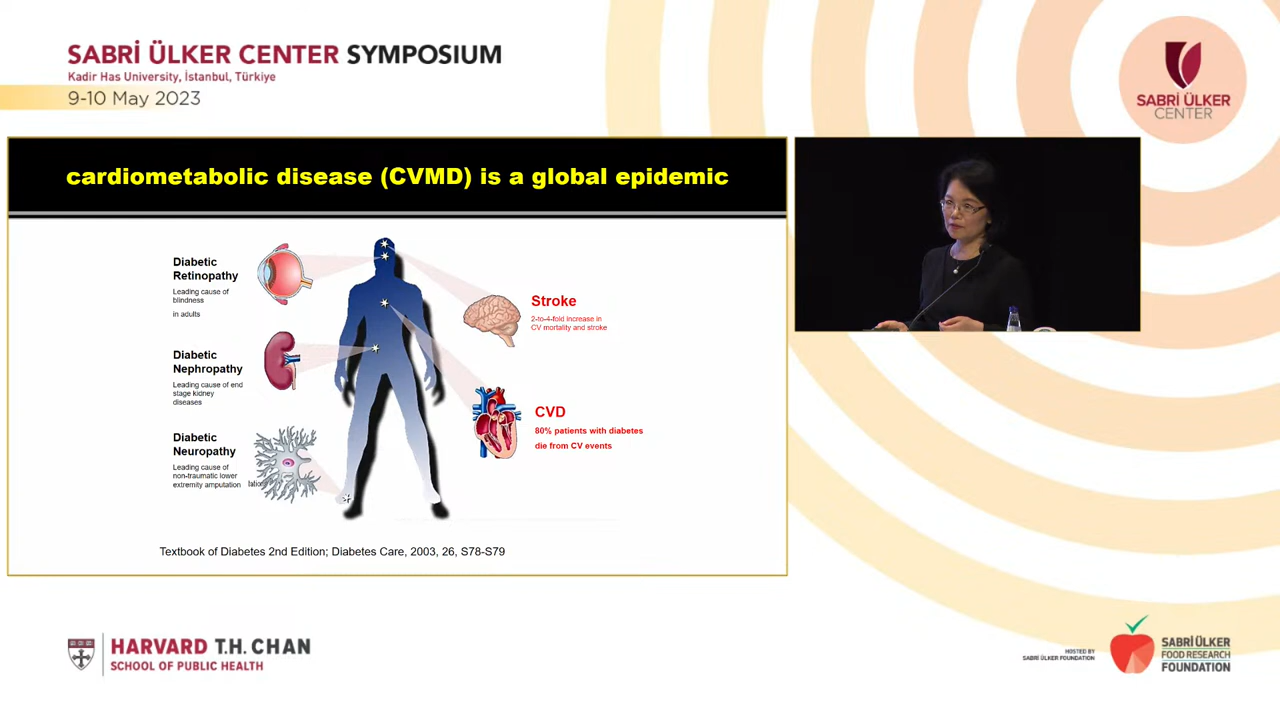 SABRİ ÜLKER CENTER SYMPOSIUM
Kadir Has University, İstanbul, Türkiye
9-10 May 2023
SABRİ ÜLKER
CENTER
cardiometabolic disease (CVMD) is a global epidemic
Diabetic
Retinopathy
Leading cause of
blindness
in adults
Diabetic
Nephropathy
Leading cause of end
stage kidney
diseases
Diabetic
Neuropathy
Leading cause of
non-traumatic lower
extremity amputation
Stroke
2-to-4-fold increase in
CV mortality and stroke
CVD
80% patients with diabetes
die from CV events
Textbook of Diabetes 2nd Edition; Diabetes Care, 2003, 26, S78-S79
HARVARD T.H. CHAN
SCHOOL OF PUBLIC HEALTH
HOSTED BY
SABRİ ÜLKER FOUNDATION
SABRİ ÜLKER
FOOD RESEARCH
FOUNDATION